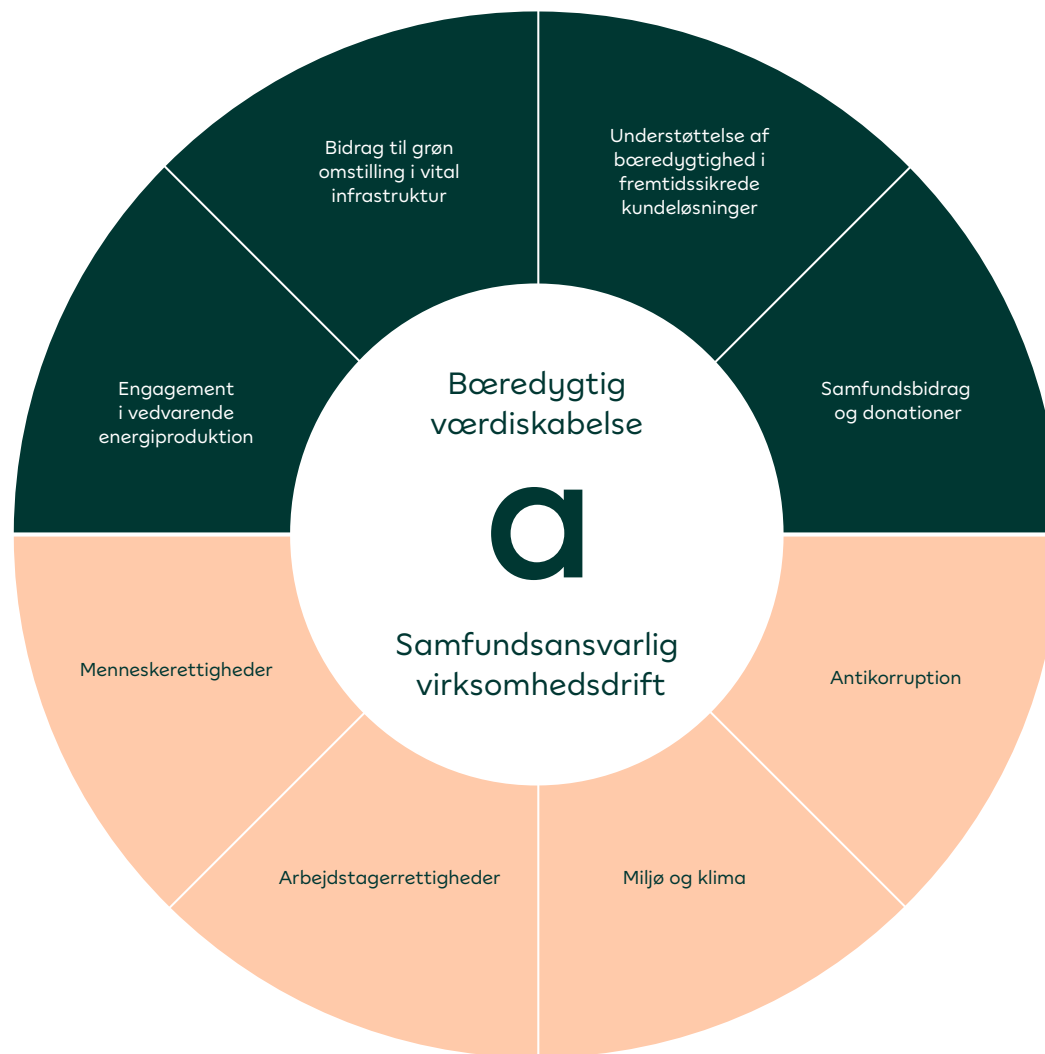 Bidrag til grøn
omstilling i vital
infrastruktur
Understøttelse af
bæredygtighed i
fremtidssikrede
kundeløsninger
Engagement
i vedvarende
energiproduktion
Samfundsbidrag
og donationer
Bæredygtig
værdiskabelse
a
Samfundsansvarlig
virksomhedsdrift
Menneskerettigheder
Antikorruption
Arbejdstagerrettigheder
Miljø og klima